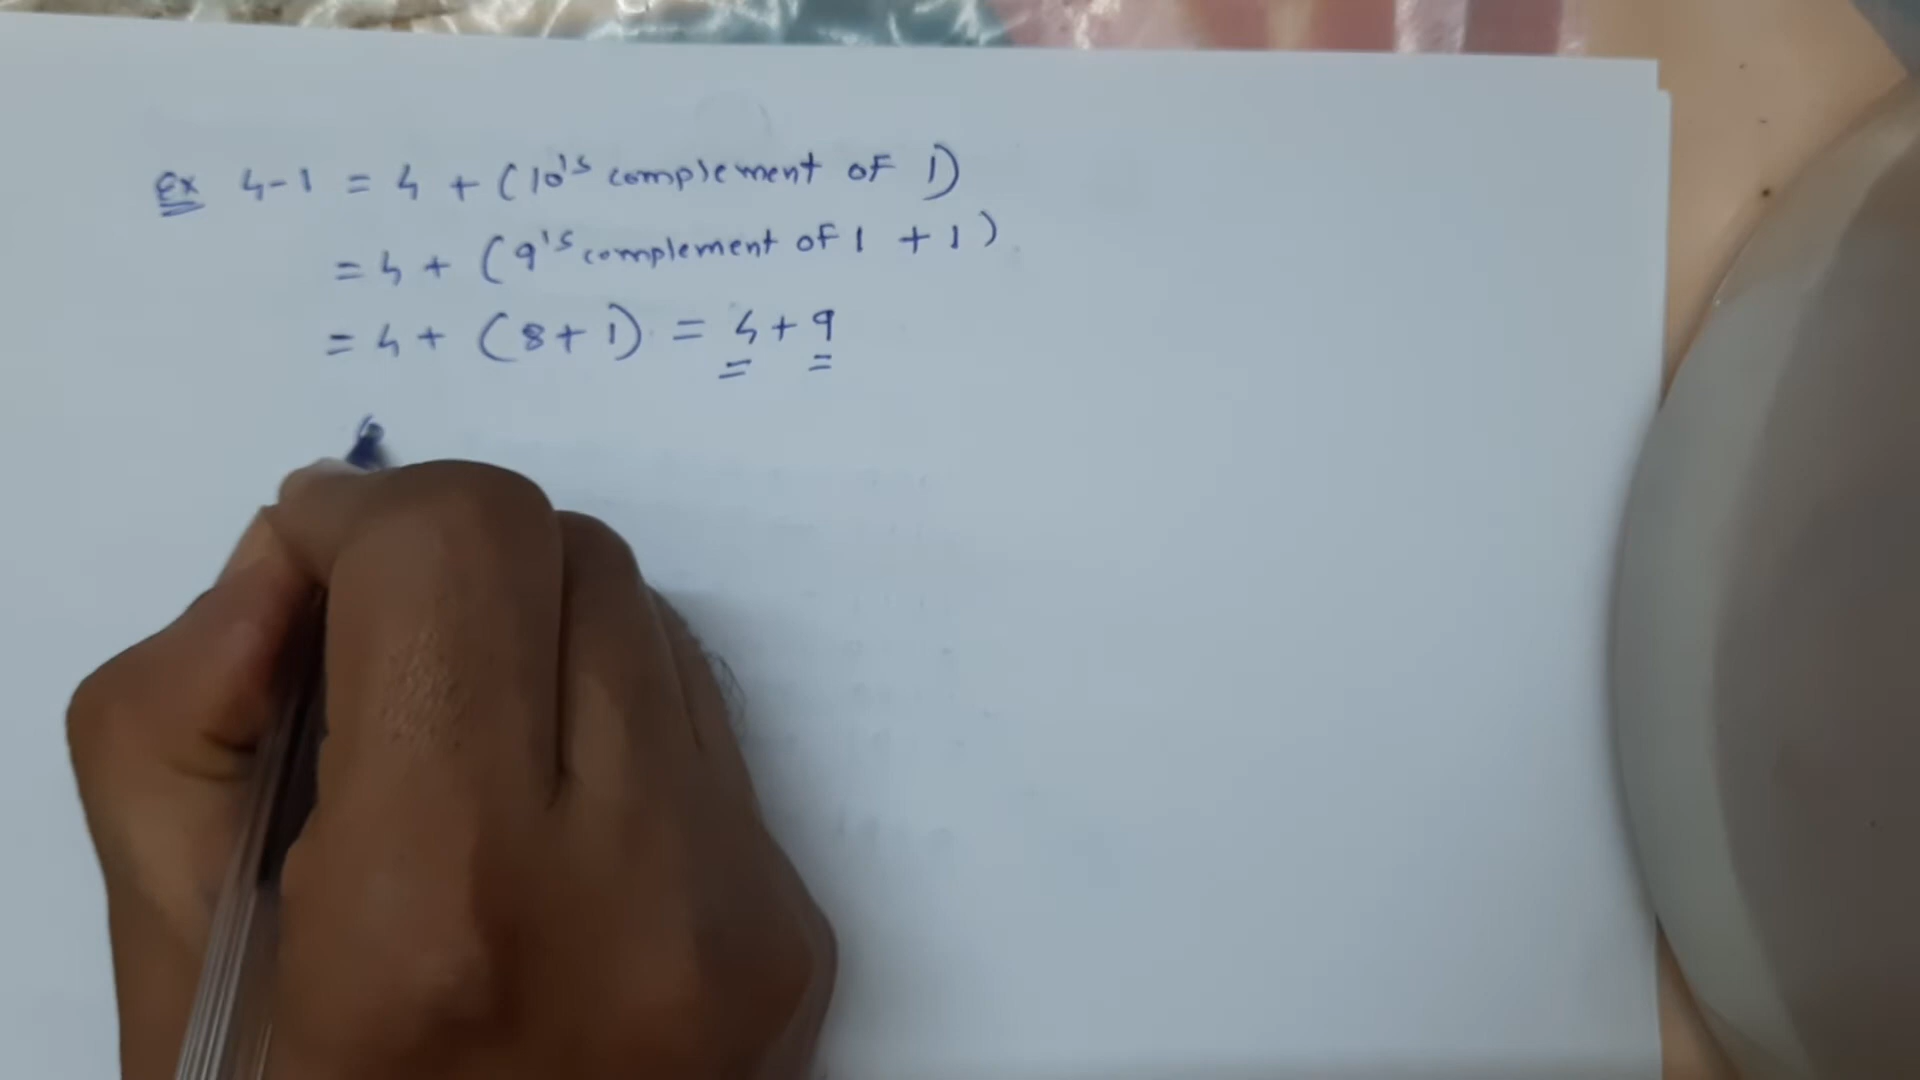 Ex 4-1 = 4 + (10's complement of 1)
= 4 + (9's complement of 1 + 1)
= 4 + (8+1) = 4 + 9